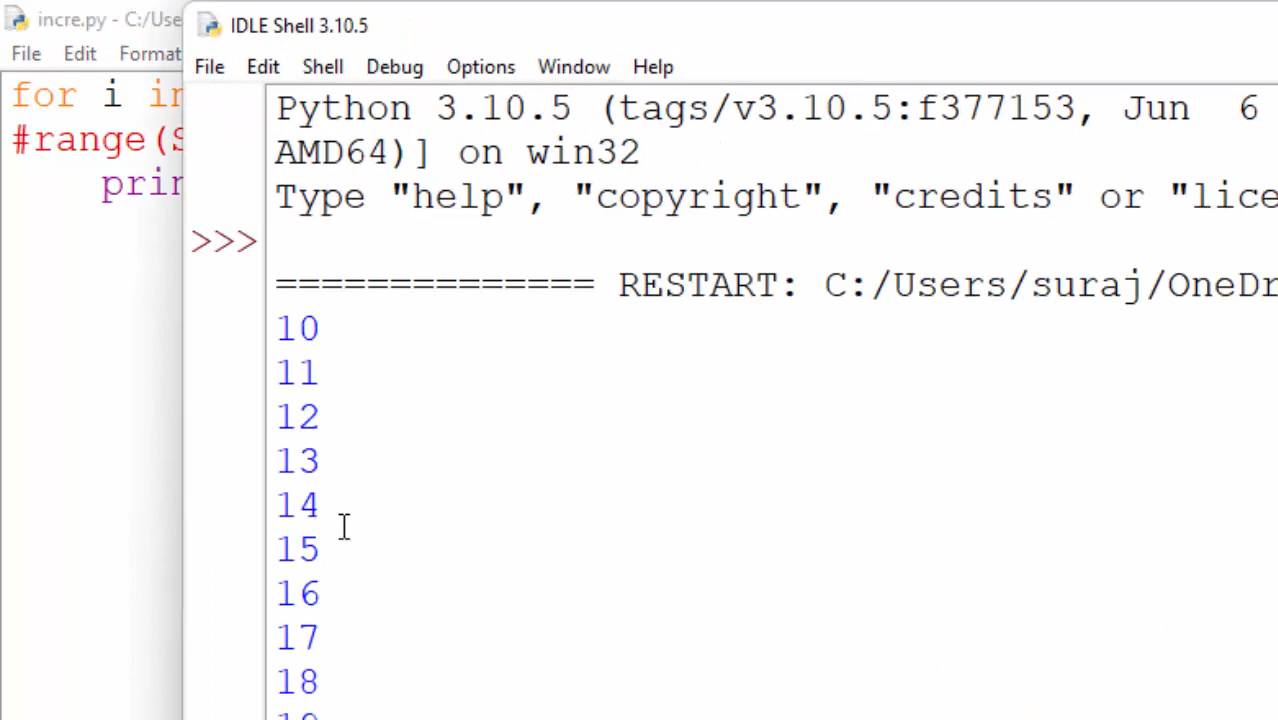 incre.py - C:/Use
File Edit Format
for i in
#range(S
prin
IDLE Shell 3.10.5
File Edit Shell Debug Options Window Help
Python 3.10.5 (tags/v3.10.5:f377153, Jun 6
AMD64)] on win32
Type "help", "copyright", "credits" or "lice
>>>
============== RESTART: C:/Users/suraj/OneDr
10
11
12
13
14
15
16
17
18